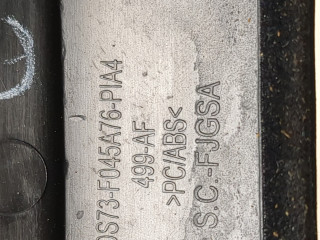 DS73-F045A76-PIA4
499-AF
>PC/ABS<
S.C.-FJGSA